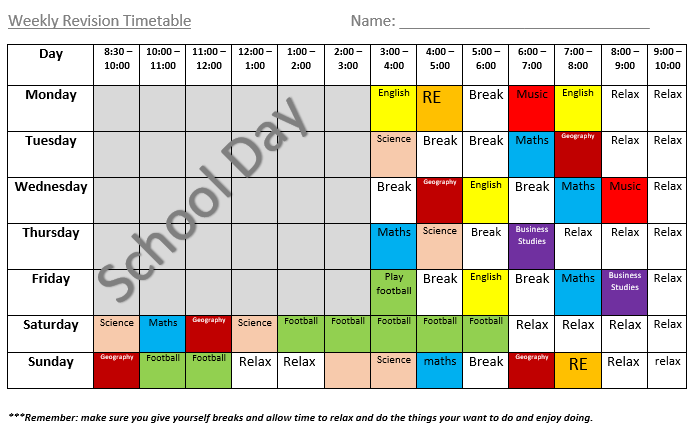 Weekly Revision Timetable Name: ___________________________
Day 8:30 – 10:00 10:00 – 11:00 11:00 – 12:00 12:00 – 1:00 1:00 – 2:00 2:00 – 3:00 3:00 – 4:00 4:00 – 5:00 5:00 – 6:00 6:00 – 7:00 7:00 – 8:00 8:00 – 9:00 9:00 – 10:00
Monday English RE Break Music English Relax Relax
Tuesday Science Break Break Maths Geography Relax Relax
Wednesday Break Geography English Break Maths Music Relax
Thursday Maths Science Break Business Studies Relax Relax Relax
Friday Play football Break English Break Maths Business Studies Relax
School Day
Saturday Science Maths Geography Science Football Football Football Football Football Relax Relax Relax Relax
Sunday Geography Football Football Relax Relax Science maths Break Geography RE Relax relax
***Remember: make sure you give yourself breaks and allow time to relax and do the things your want to do and enjoy doing.